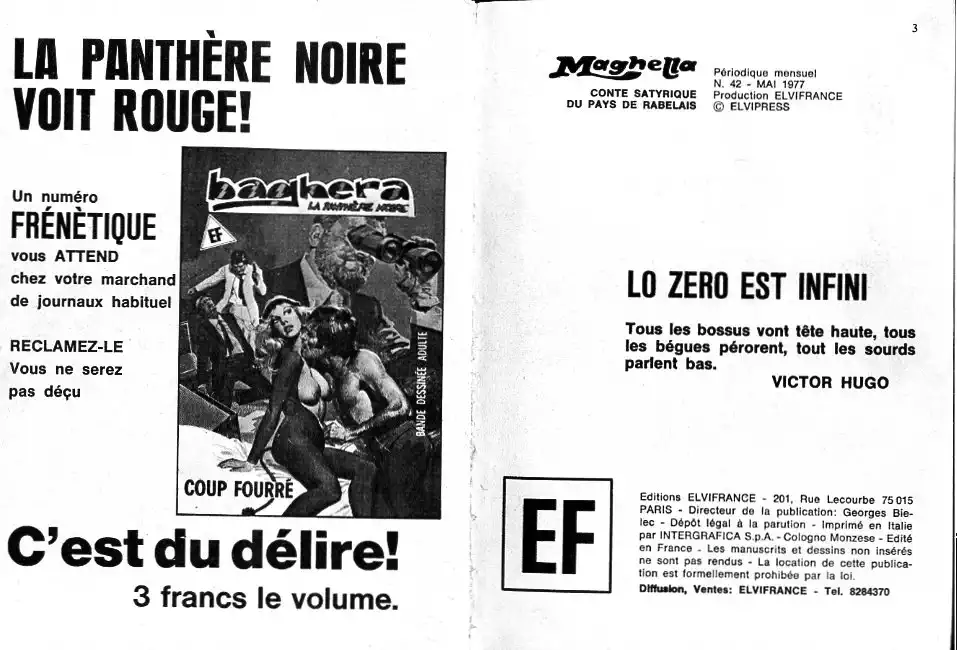 LA PANTHÈRE NOIRE
VOIT ROUGE!
Un numéro
FRÉNÈTIQUE
vous ATTEND
chez votre marchand
de journaux habituel
RECLAMEZ-LE
Vous ne serez
pas déçu
baghera
LA PANTHÈRE NOIRE
EF
BANDE DESSINÉE ADULTE
COUP FOURRÉ
C'est du délire!
3 francs le volume.
3
Maghella
CONTE SATYRIQUE
DU PAYS DE RABELAIS
Périodique mensuel
N. 42 - MAI 1977
Production ELVIFRANCE
© ELVIPRESS
LO ZERO EST INFINI
Tous les bossus vont tête haute, tous
les bégues pérorent, tout les sourds
parlent bas.
VICTOR HUGO
EF
Editions ELVIFRANCE - 201, Rue Lecourbe 75015
PARIS - Directeur de la publication: Georges Bie-
lec - Dépôt légal à la parution - Imprimé en Italie
par INTERGRAFICA S.p.A. - Cologno Monzese - Edité
en France - Les manuscrits et dessins non insérés
ne sont pas rendus - La location de cette publica-
tion est formellement prohibée par la loi.
Diffusion, Ventes: ELVIFRANCE - Tel. 8284370